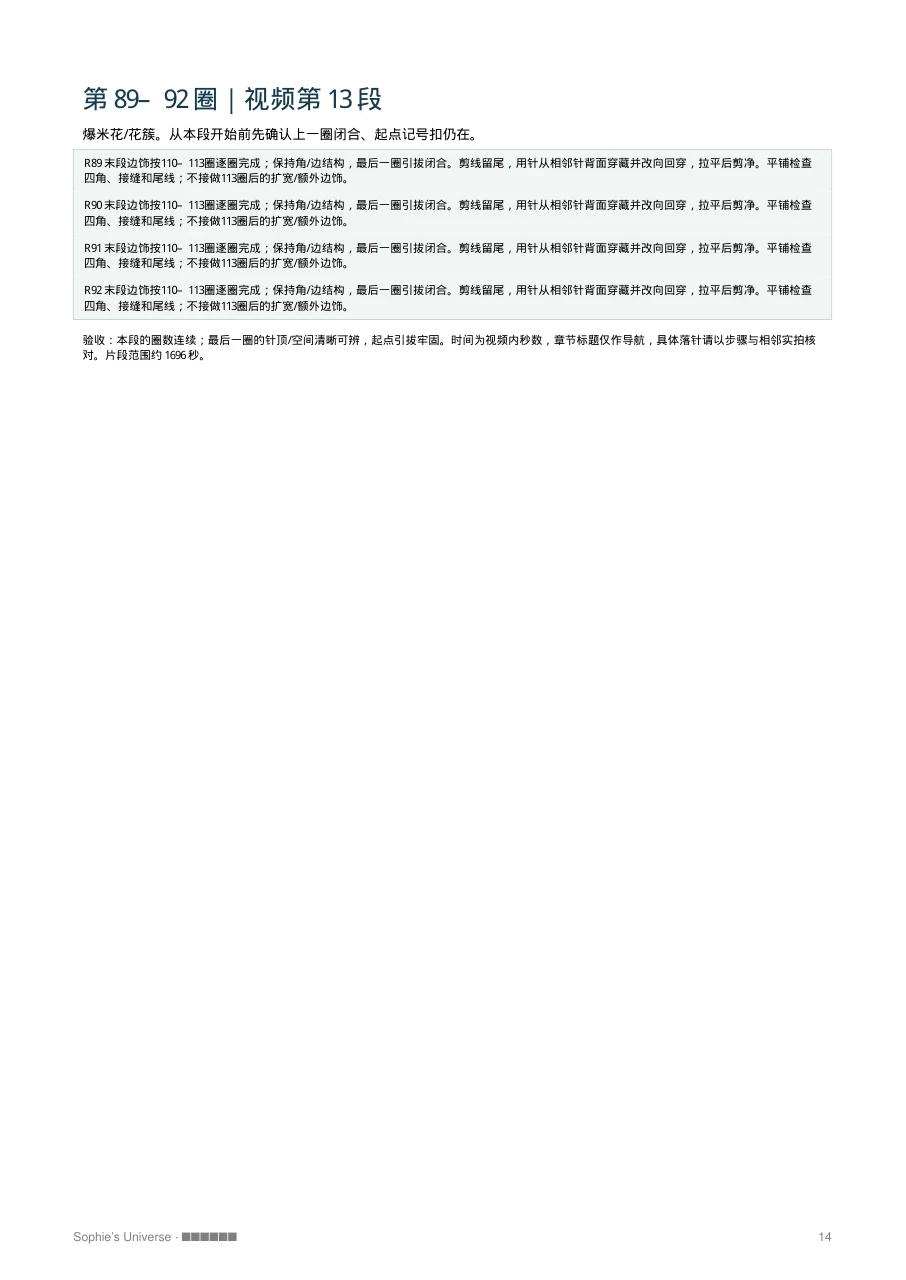 第 89– 92 圈｜视频第 13 段
爆米花/花簇。从本段开始前先确认上一圈闭合、起点记号扣仍在。
R89 末段边饰按110– 113圈逐圈完成；保持角/边结构，最后一圈引拔闭合。剪线留尾，用针从相邻针背面穿藏并改向回穿，拉平后剪净。平铺检查
四角、接缝和尾线；不接做113圈后的扩宽/额外边饰。
R90 末段边饰按110– 113圈逐圈完成；保持角/边结构，最后一圈引拔闭合。剪线留尾，用针从相邻针背面穿藏并改向回穿，拉平后剪净。平铺检查
四角、接缝和尾线；不接做113圈后的扩宽/额外边饰。
R91 末段边饰按110– 113圈逐圈完成；保持角/边结构，最后一圈引拔闭合。剪线留尾，用针从相邻针背面穿藏并改向回穿，拉平后剪净。平铺检查
四角、接缝和尾线；不接做113圈后的扩宽/额外边饰。
R92 末段边饰按110– 113圈逐圈完成；保持角/边结构，最后一圈引拔闭合。剪线留尾，用针从相邻针背面穿藏并改向回穿，拉平后剪净。平铺检查
四角、接缝和尾线；不接做113圈后的扩宽/额外边饰。
验收：本段的圈数连续；最后一圈的针顶/空间清晰可辨，起点引拔牢固。时间为视频内秒数，章节标题仅作导航，具体落针请以步骤与相邻实拍核
对。片段范围约 1696 秒。
Sophie's Universe · ■■■■■■
14